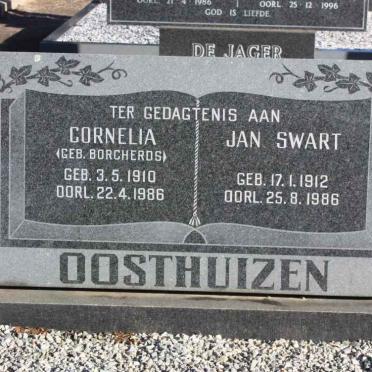 OORL. 21.4.1986 OORL. 25.12.1996
GOD IS LIEFDE
DE JAGER
TER GEDAGTENIS AAN
CORNELIA
(GEB. BORCHERDS)
GEB. 3.5.1910
OORL. 22.4.1986
JAN SWART
GEB. 17.1.1912
OORL. 25.8.1986
OOSTHUIZEN